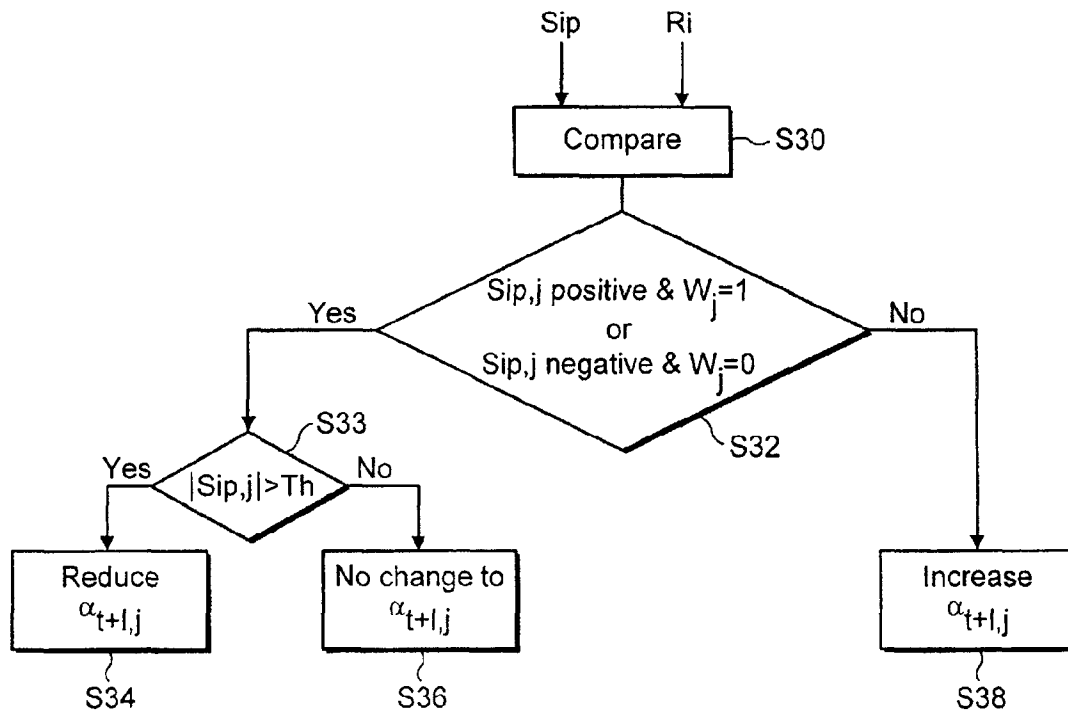 Sip Ri
Compare
S30
Sip,j positive & Wj=1
or
Sip,j negative & Wj=0
Yes
No
S32
S33
|Sip,j|>Th
Yes
No
Reduce
αt+l,j
No change to
αt+l,j
Increase
αt+l,j
S34
S36
S38